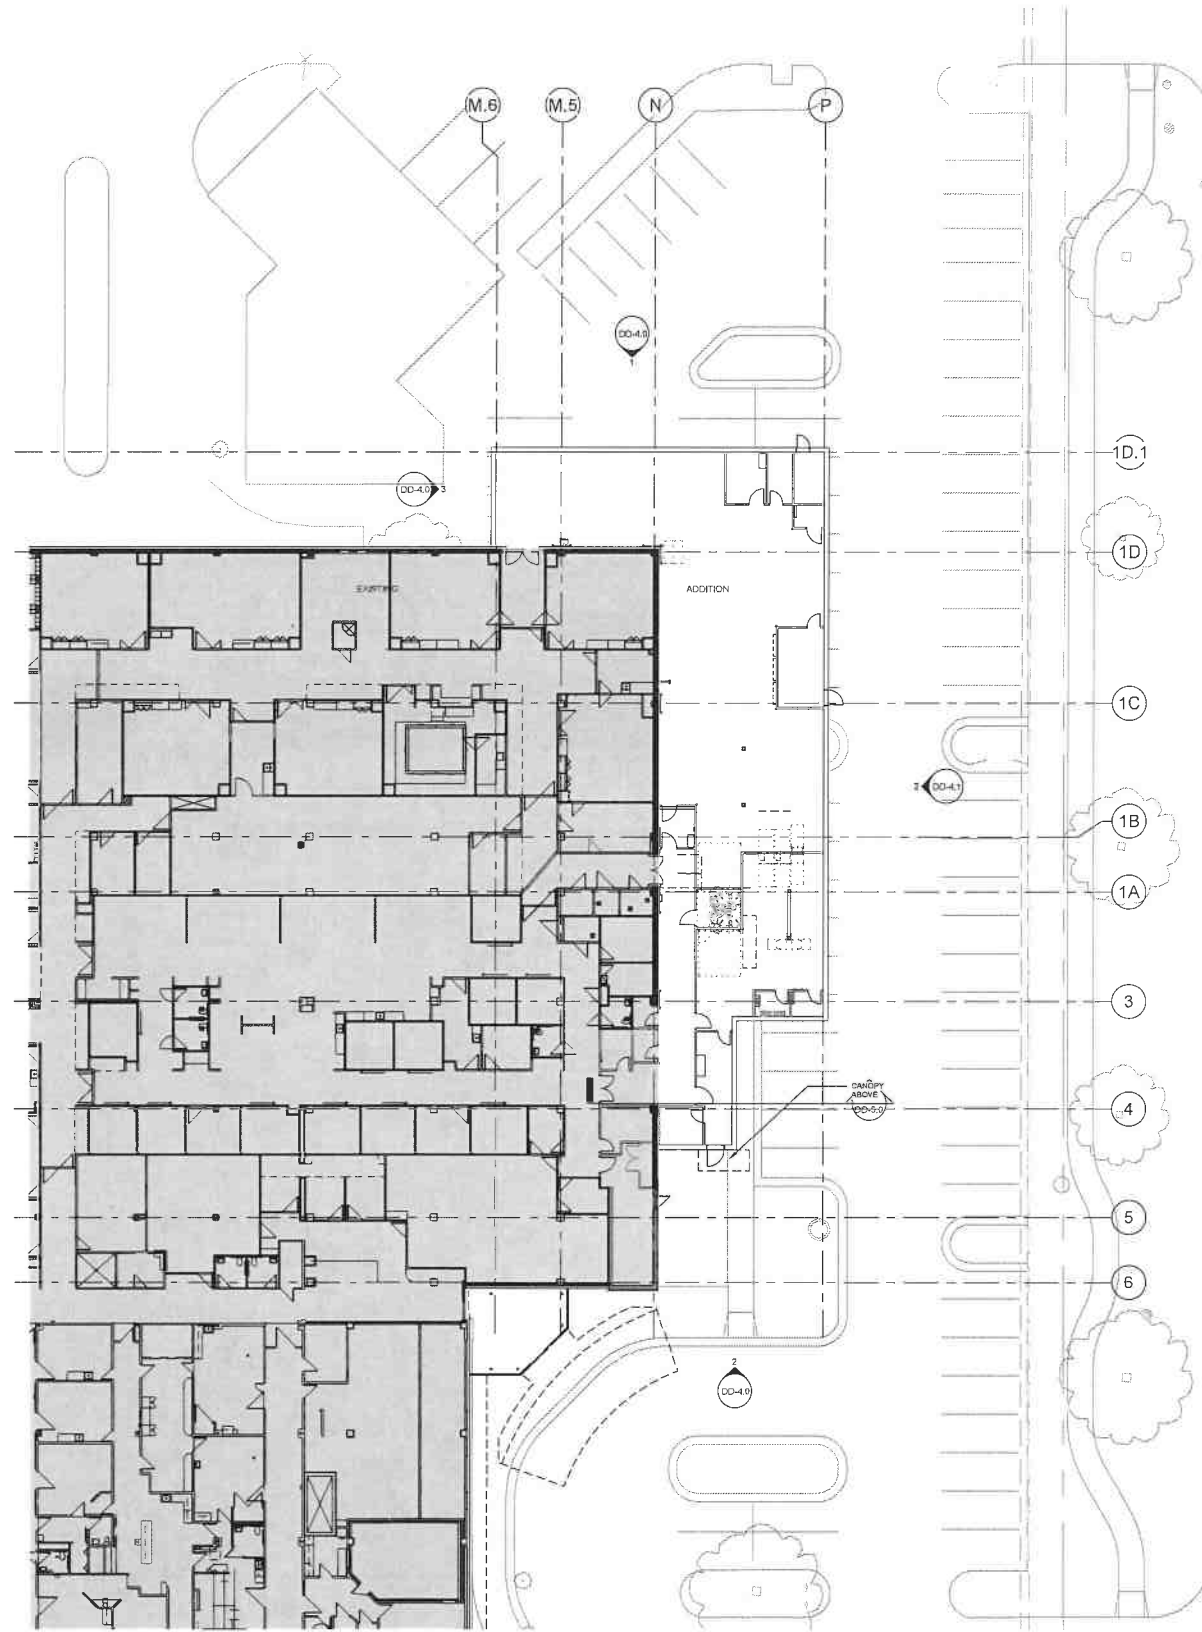 (M.6)
(M.5)
N
P
DD-4.0
1
1D.1
DD-4.0
3
1D
EXISTING
ADDITION
1C
2
DD-4.1
1B
1A
3
CANOPY
ABOVE
DD-5.0
4
5
6
2
DD-4.0